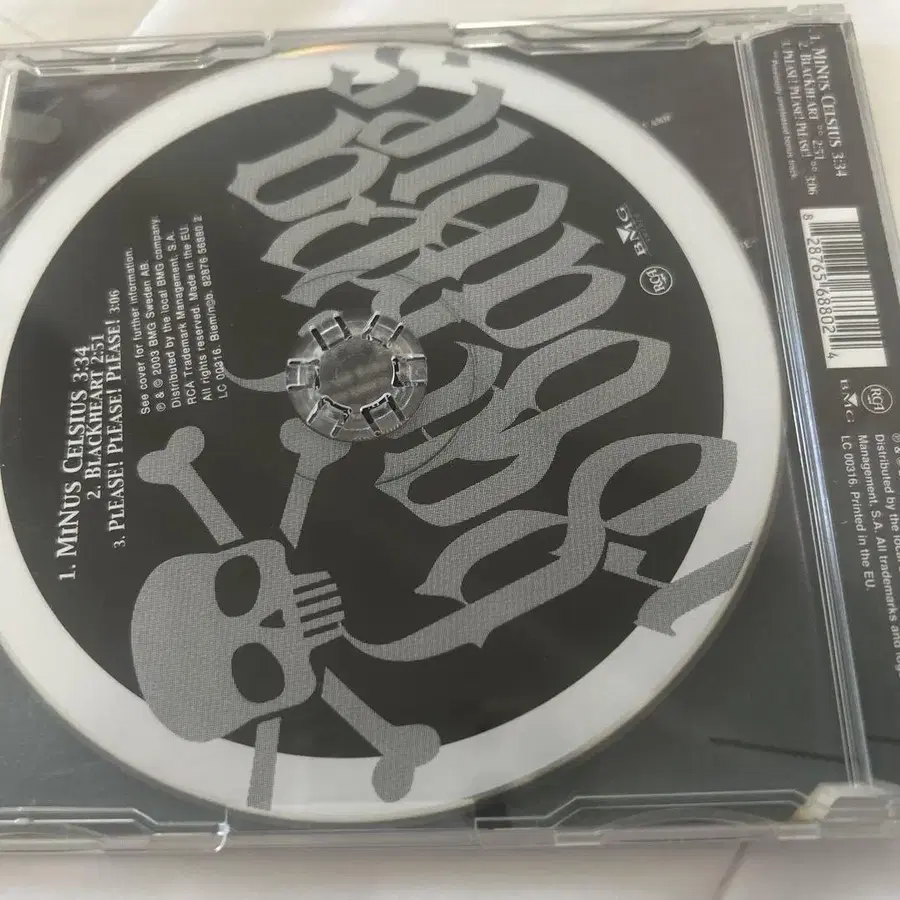 1. MINUS CELSIUS 3:34
2. BLACKHEART 2:51
3. PLEASE! PLEASE! PLEASE! 3:06
See cover for further information.
℗ & © 2003 BMG Sweden AB.
Distributed by the local BMG company.
RCA Trademark Management, S.A.
All rights reserved. Made in the EU.
LC 00316. Biem/n©b. 82876 56880 2
BMG
RCA
1. MINUS CELSIUS 3:34
2. BLACKHEART ** 2:51
3. PLEASE! PLEASE! PLEASE! ** 3:06
** Previously unreleased bonus track
8 28765 68802 4
BMG
RCA
Distributed by the local
Management, S.A. All trademarks and
LC 00316. Printed in the EU.